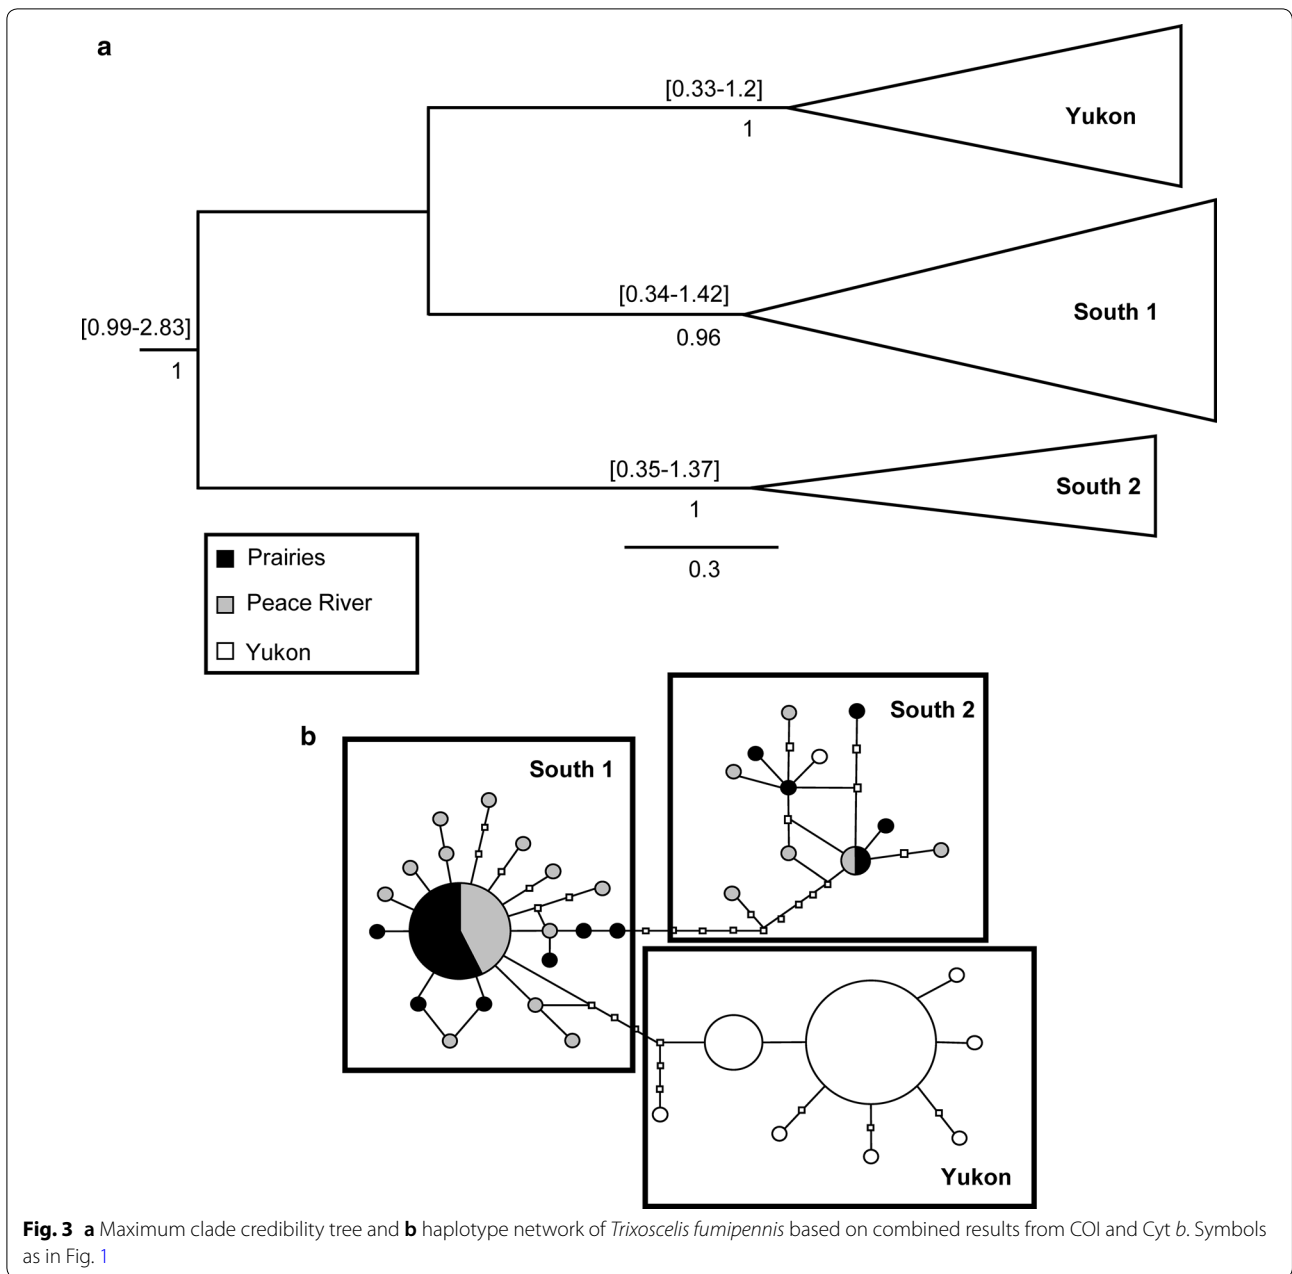 a
[0.33-1.2]
1
Yukon
[0.34-1.42]
0.96
South 1
[0.99-2.83]
1
[0.35-1.37]
1
South 2
0.3
Prairies
Peace River
Yukon
b
South 1
South 2
Yukon
Fig. 3 a Maximum clade credibility tree and b haplotype network of Trixoscelis fumipennis based on combined results from COI and Cyt b. Symbols
as in Fig. 1